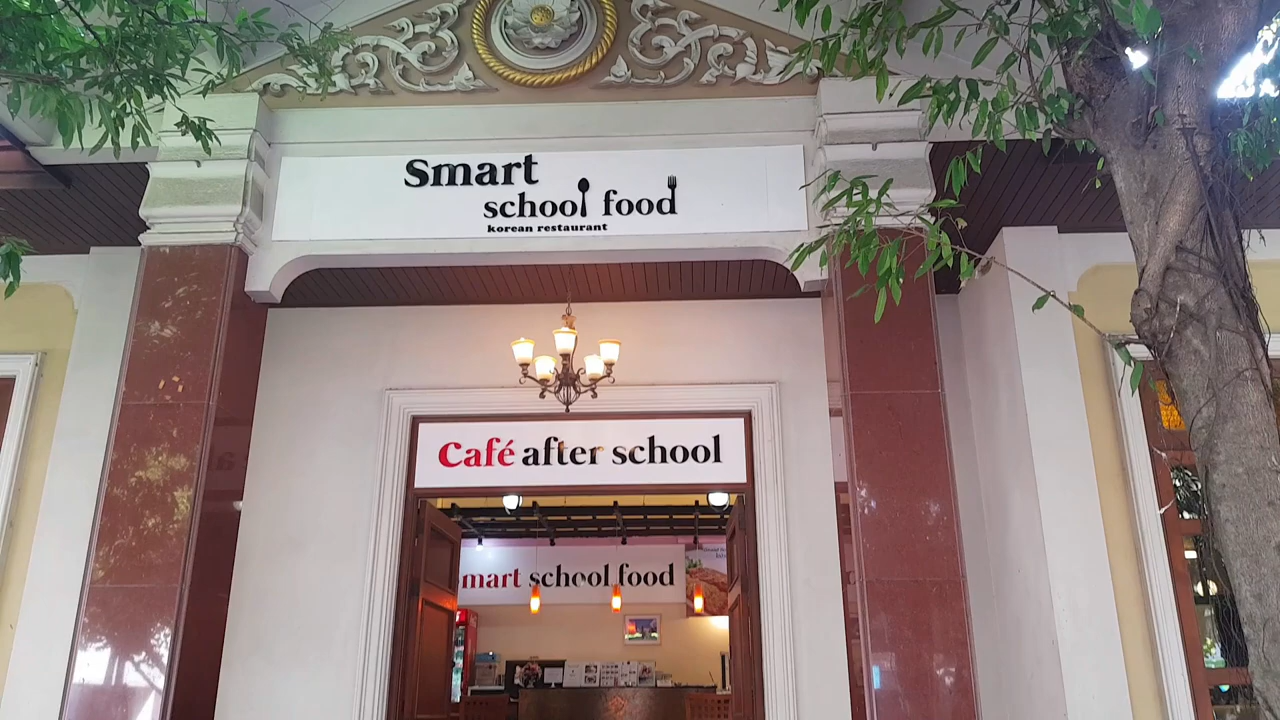 Smart
school food
korean restaurant
Café after school
smart school food